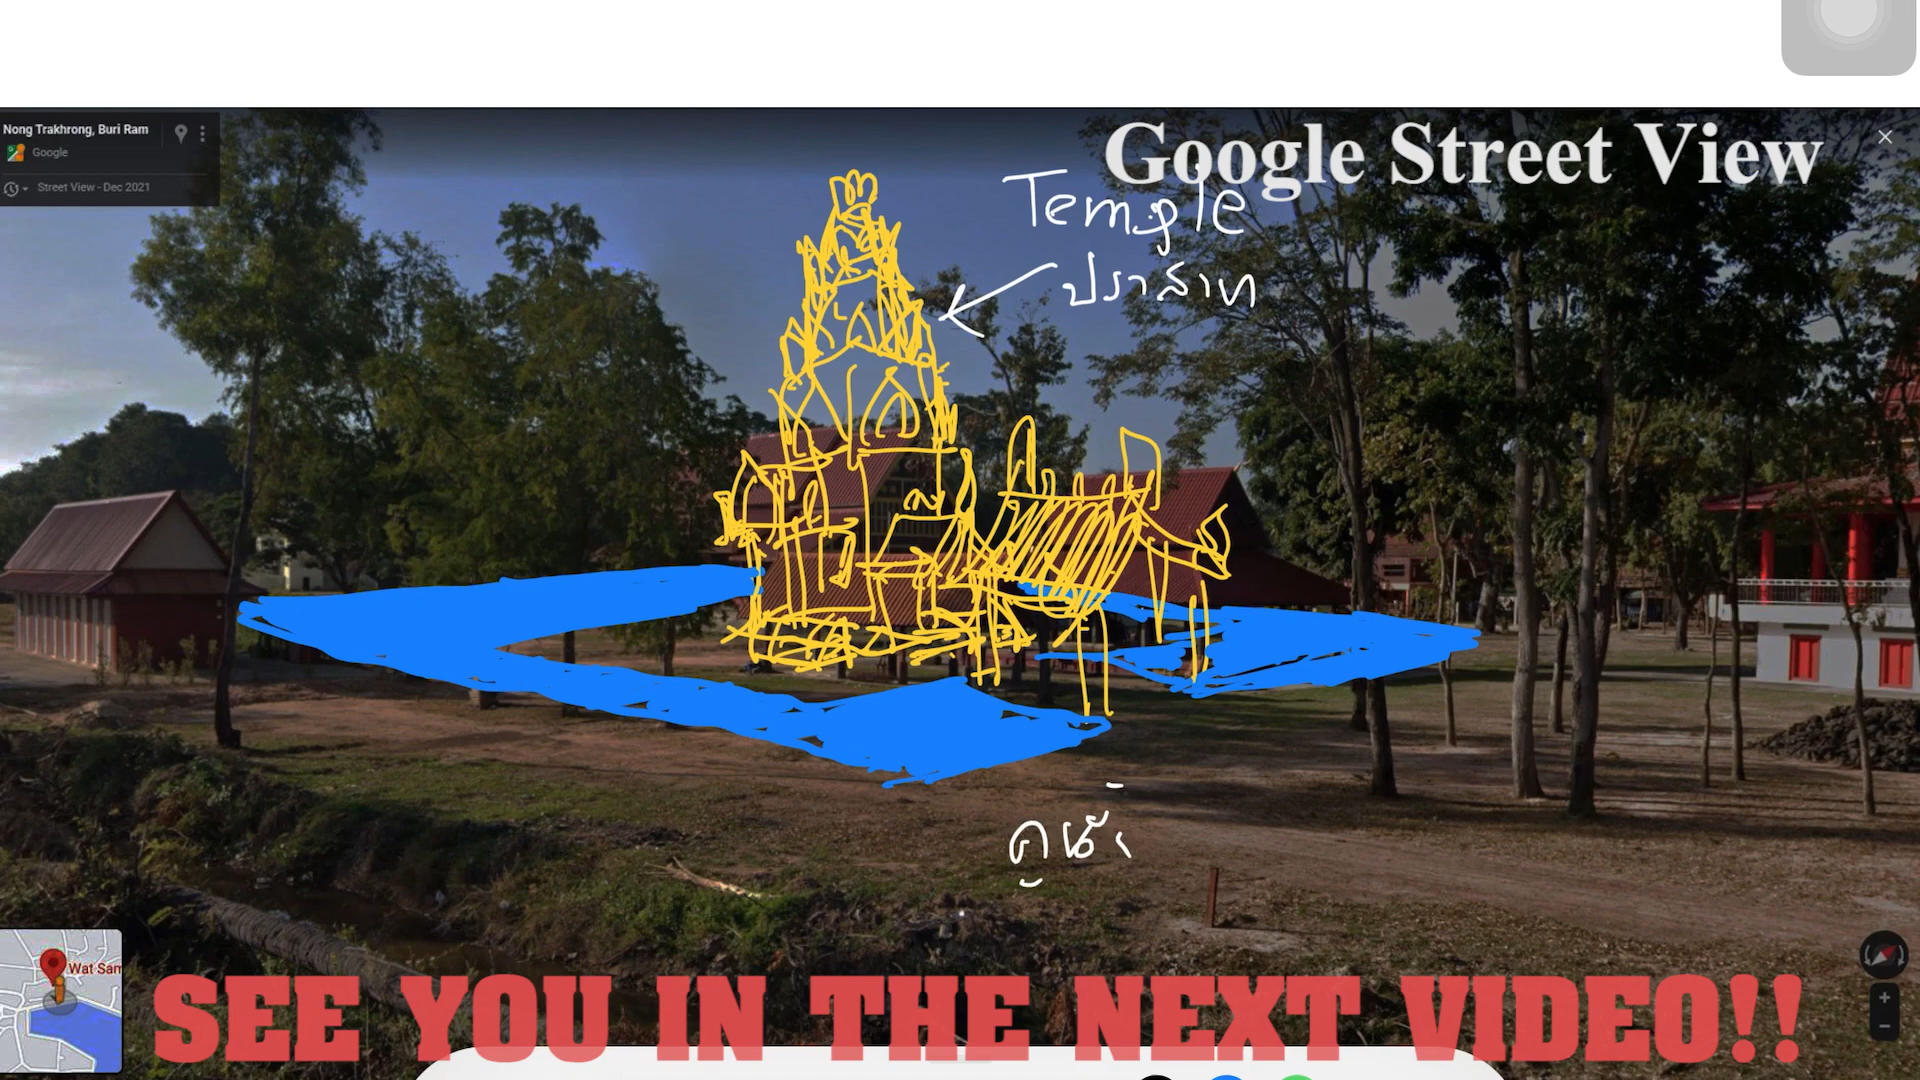 Nong Trakhrong, Buri Ram
Google
Street View - Dec 2021
Google Street View
Temple
ปราสาท
คูน้ำ
Wat Sam
SEE YOU IN THE NEXT VIDEO!!